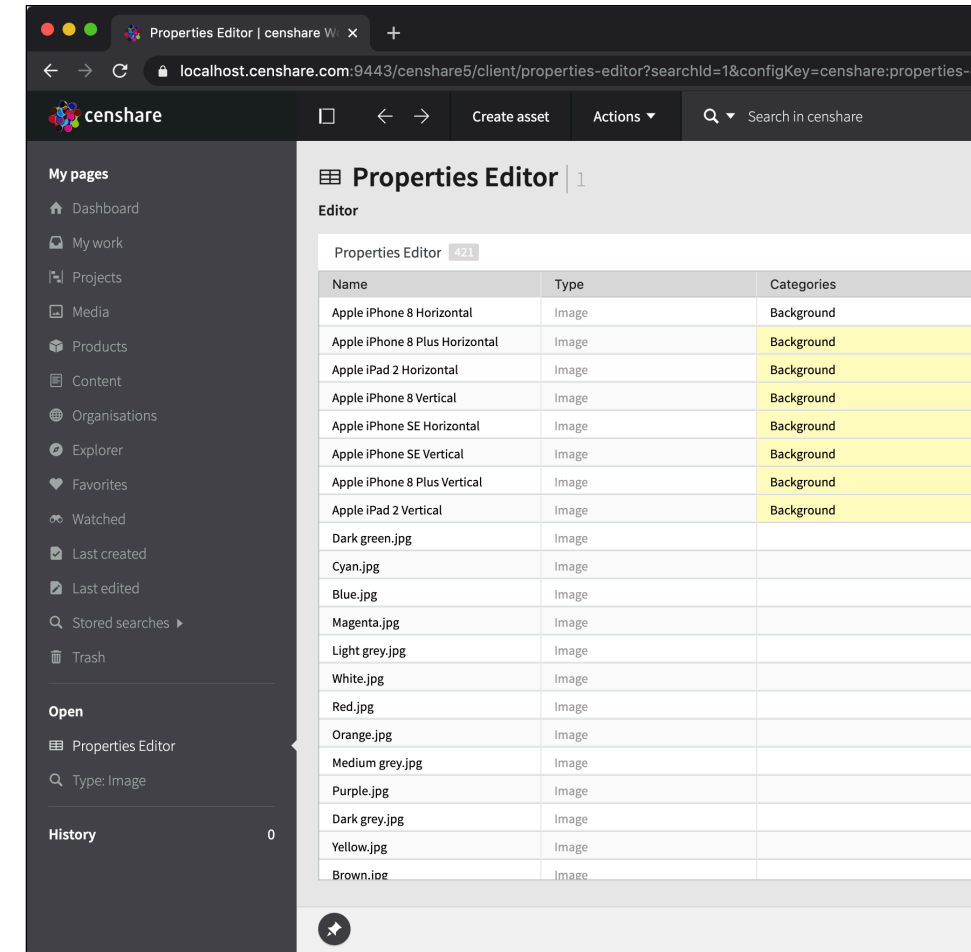 Properties Editor | censhare W
localhost.censhare.com:9443/censhare5/client/properties-editor?searchId=1&configKey=censhare:properties-
censhare
Create asset
Actions
Search in censhare
My pages
Dashboard
My work
Projects
Media
Products
Content
Organisations
Explorer
Favorites
Watched
Last created
Last edited
Stored searches
Trash
Open
Properties Editor
Type: Image
History 0
Properties Editor 1
Editor
Properties Editor 421
Name Type Categories
Apple iPhone 8 Horizontal Image Background
Apple iPhone 8 Plus Horizontal Image Background
Apple iPad 2 Horizontal Image Background
Apple iPhone 8 Vertical Image Background
Apple iPhone SE Horizontal Image Background
Apple iPhone SE Vertical Image Background
Apple iPhone 8 Plus Vertical Image Background
Apple iPad 2 Vertical Image Background
Dark green.jpg Image
Cyan.jpg Image
Blue.jpg Image
Magenta.jpg Image
Light grey.jpg Image
White.jpg Image
Red.jpg Image
Orange.jpg Image
Medium grey.jpg Image
Purple.jpg Image
Dark grey.jpg Image
Yellow.jpg Image
Brown.jpg Image